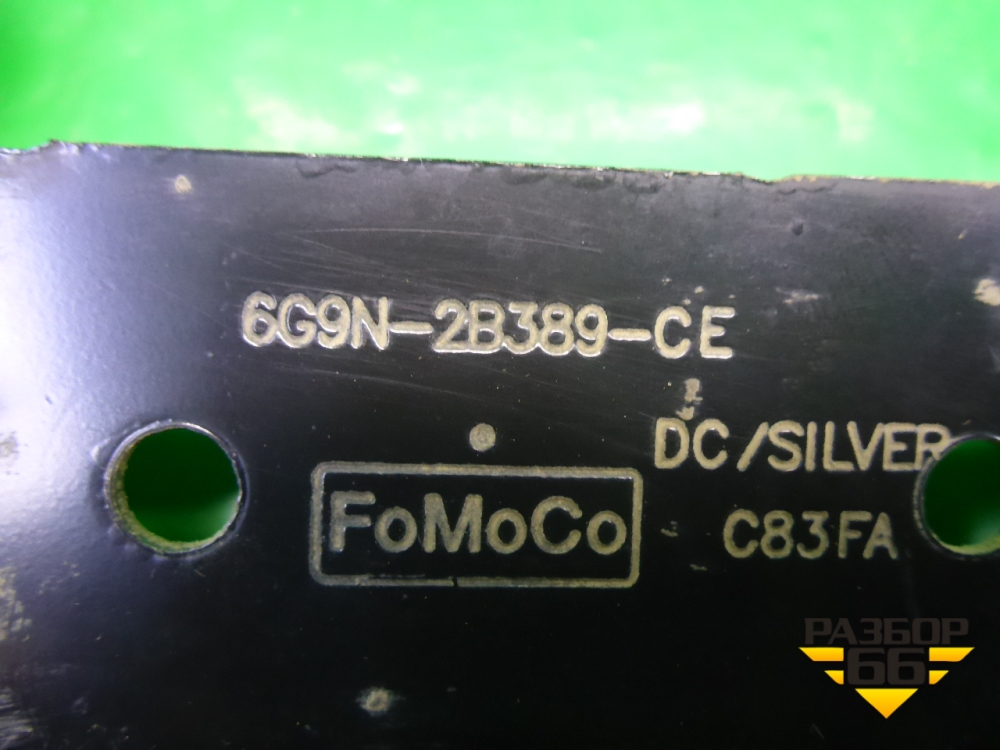 6G9N-2B389-CE
DC/SILVER
FoMoCo
C83FA
РАЗБОР
66